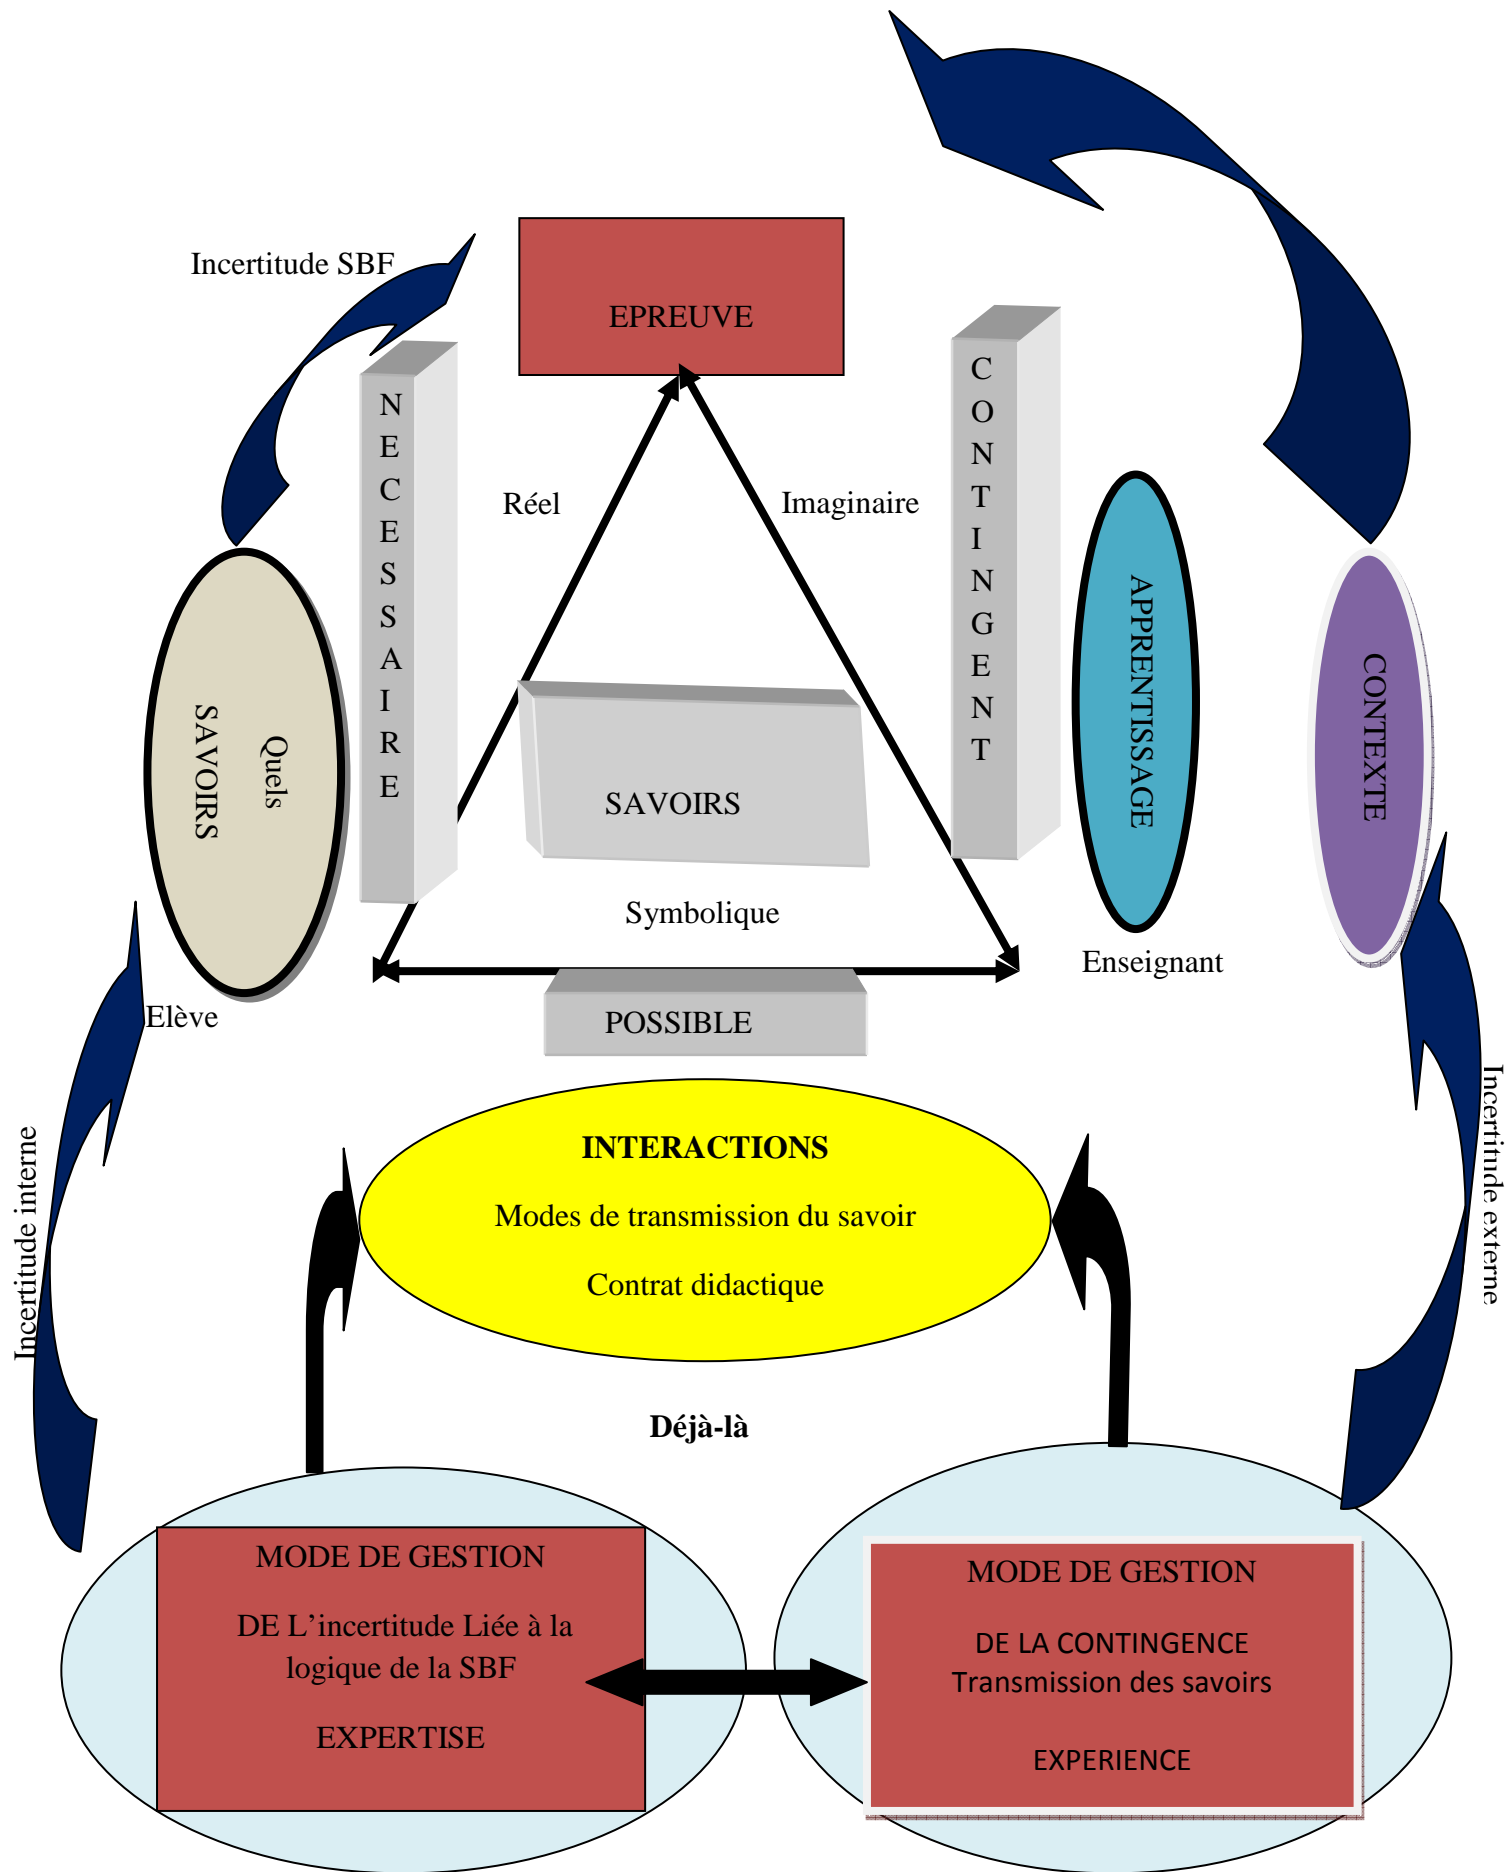 Incertitude SBF
EPREUVE
NECESSAIRE
CONTINGENT
Réel
Imaginaire
Quels
SAVOIRS
APPRENTISSAGE
CONTEXTE
SAVOIRS
Symbolique
Elève
Enseignant
POSSIBLE
Incertitude interne
Incertitude externe
INTERACTIONS
Modes de transmission du savoir
Contrat didactique
Déjà-là
MODE DE GESTION
DE L’incertitude Liée à la
logique de la SBF
EXPERTISE
MODE DE GESTION
DE LA CONTINGENCE
Transmission des savoirs
EXPERIENCE